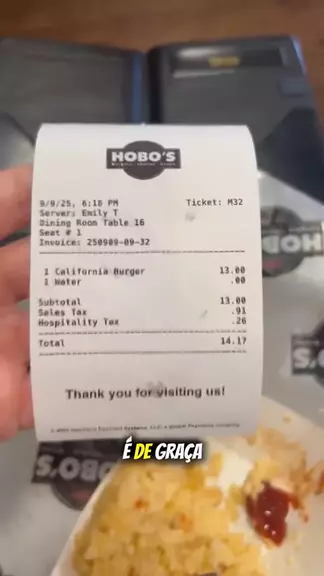 HOBO'S
9/9/25, 6:18 PM Ticket: M32
Server: Emily T
Dining Room Table 16
Seat # 1
Invoice: 250909-09-32
1 California Burger 13.00
1 Water .00
Subtotal 13.00
Sales Tax .91
Hospitality Tax .26
Total 14.17
Thank you for visiting us!
É DE GRAÇA
HOBO'S
HOBO'S